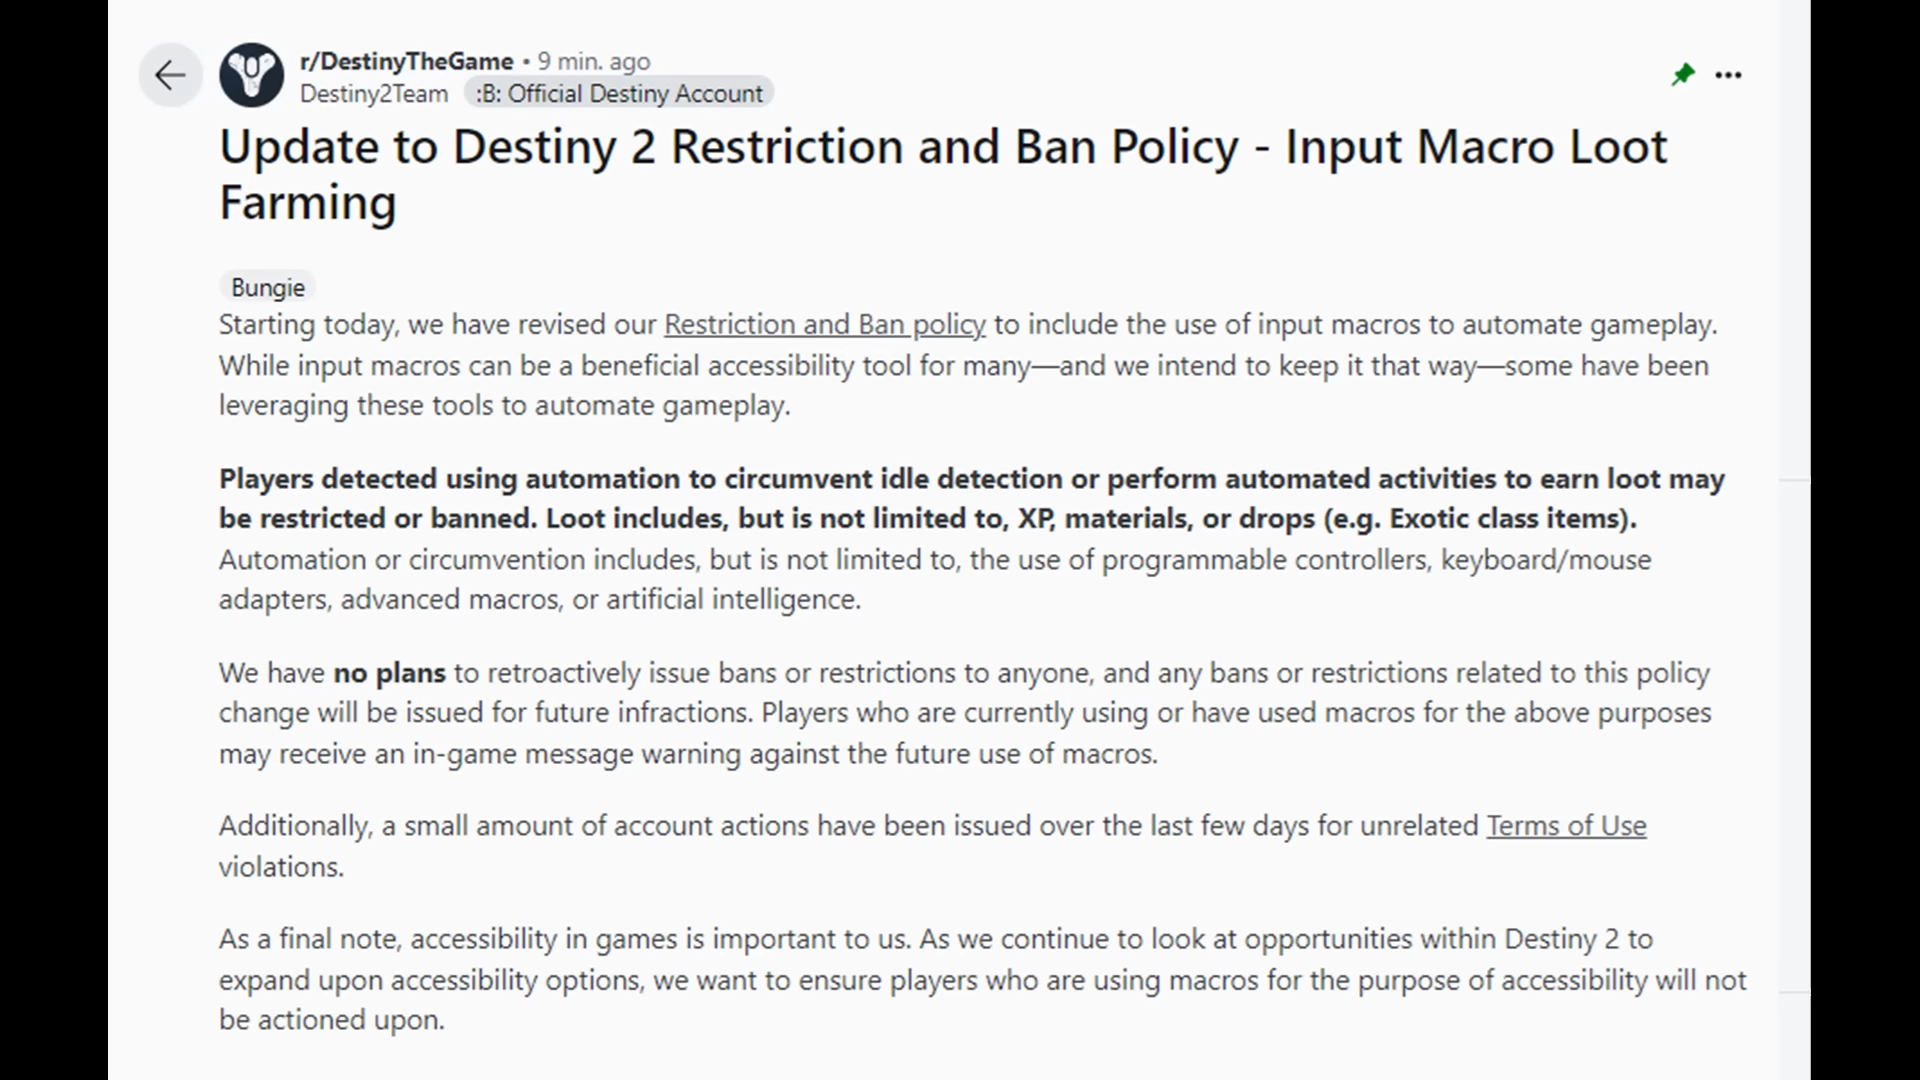 r/DestinyTheGame • 9 min. ago
Destiny2Team :B: Official Destiny Account
Update to Destiny 2 Restriction and Ban Policy - Input Macro Loot
Farming
Bungie
Starting today, we have revised our Restriction and Ban policy to include the use of input macros to automate gameplay.
While input macros can be a beneficial accessibility tool for many—and we intend to keep it that way—some have been
leveraging these tools to automate gameplay.
Players detected using automation to circumvent idle detection or perform automated activities to earn loot may
be restricted or banned. Loot includes, but is not limited to, XP, materials, or drops (e.g. Exotic class items).
Automation or circumvention includes, but is not limited to, the use of programmable controllers, keyboard/mouse
adapters, advanced macros, or artificial intelligence.
We have no plans to retroactively issue bans or restrictions to anyone, and any bans or restrictions related to this policy
change will be issued for future infractions. Players who are currently using or have used macros for the above purposes
may receive an in-game message warning against the future use of macros.
Additionally, a small amount of account actions have been issued over the last few days for unrelated Terms of Use
violations.
As a final note, accessibility in games is important to us. As we continue to look at opportunities within Destiny 2 to
expand upon accessibility options, we want to ensure players who are using macros for the purpose of accessibility will not
be actioned upon.